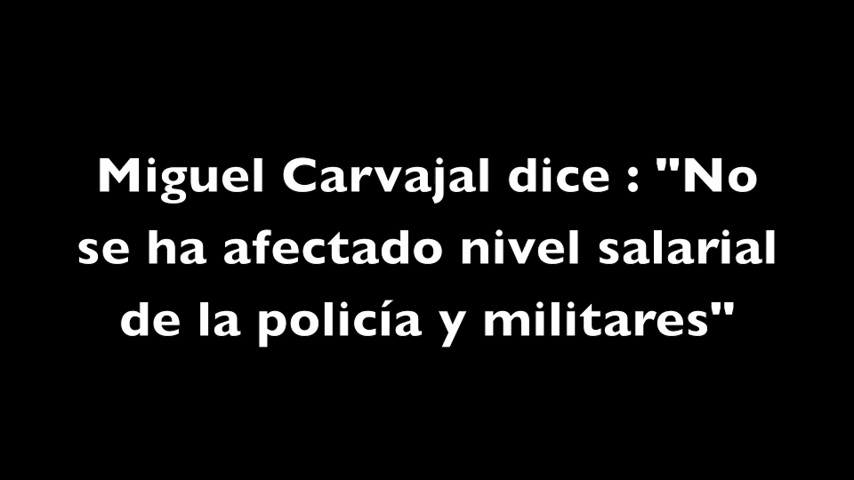 Miguel Carvajal dice : "No
se ha afectado nivel salarial
de la policía y militares"